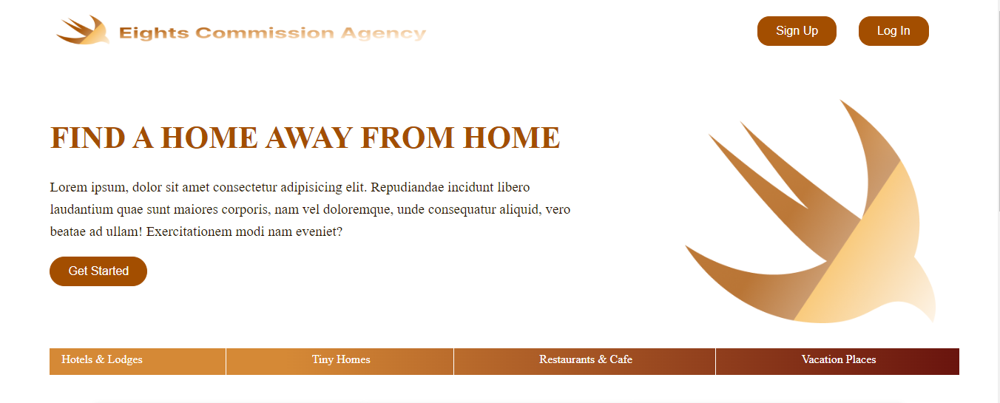 Eights Commission Agency
Sign Up
Log In
FIND A HOME AWAY FROM HOME
Lorem ipsum, dolor sit amet consectetur adipisicing elit. Repudiandae incidunt libero
laudantium quae sunt maiores corporis, nam vel doloremque, unde consequatur aliquid, vero
beatae ad ullam! Exercitationem modi nam eveniet?
Get Started
Hotels & Lodges
Tiny Homes
Restaurants & Cafe
Vacation Places